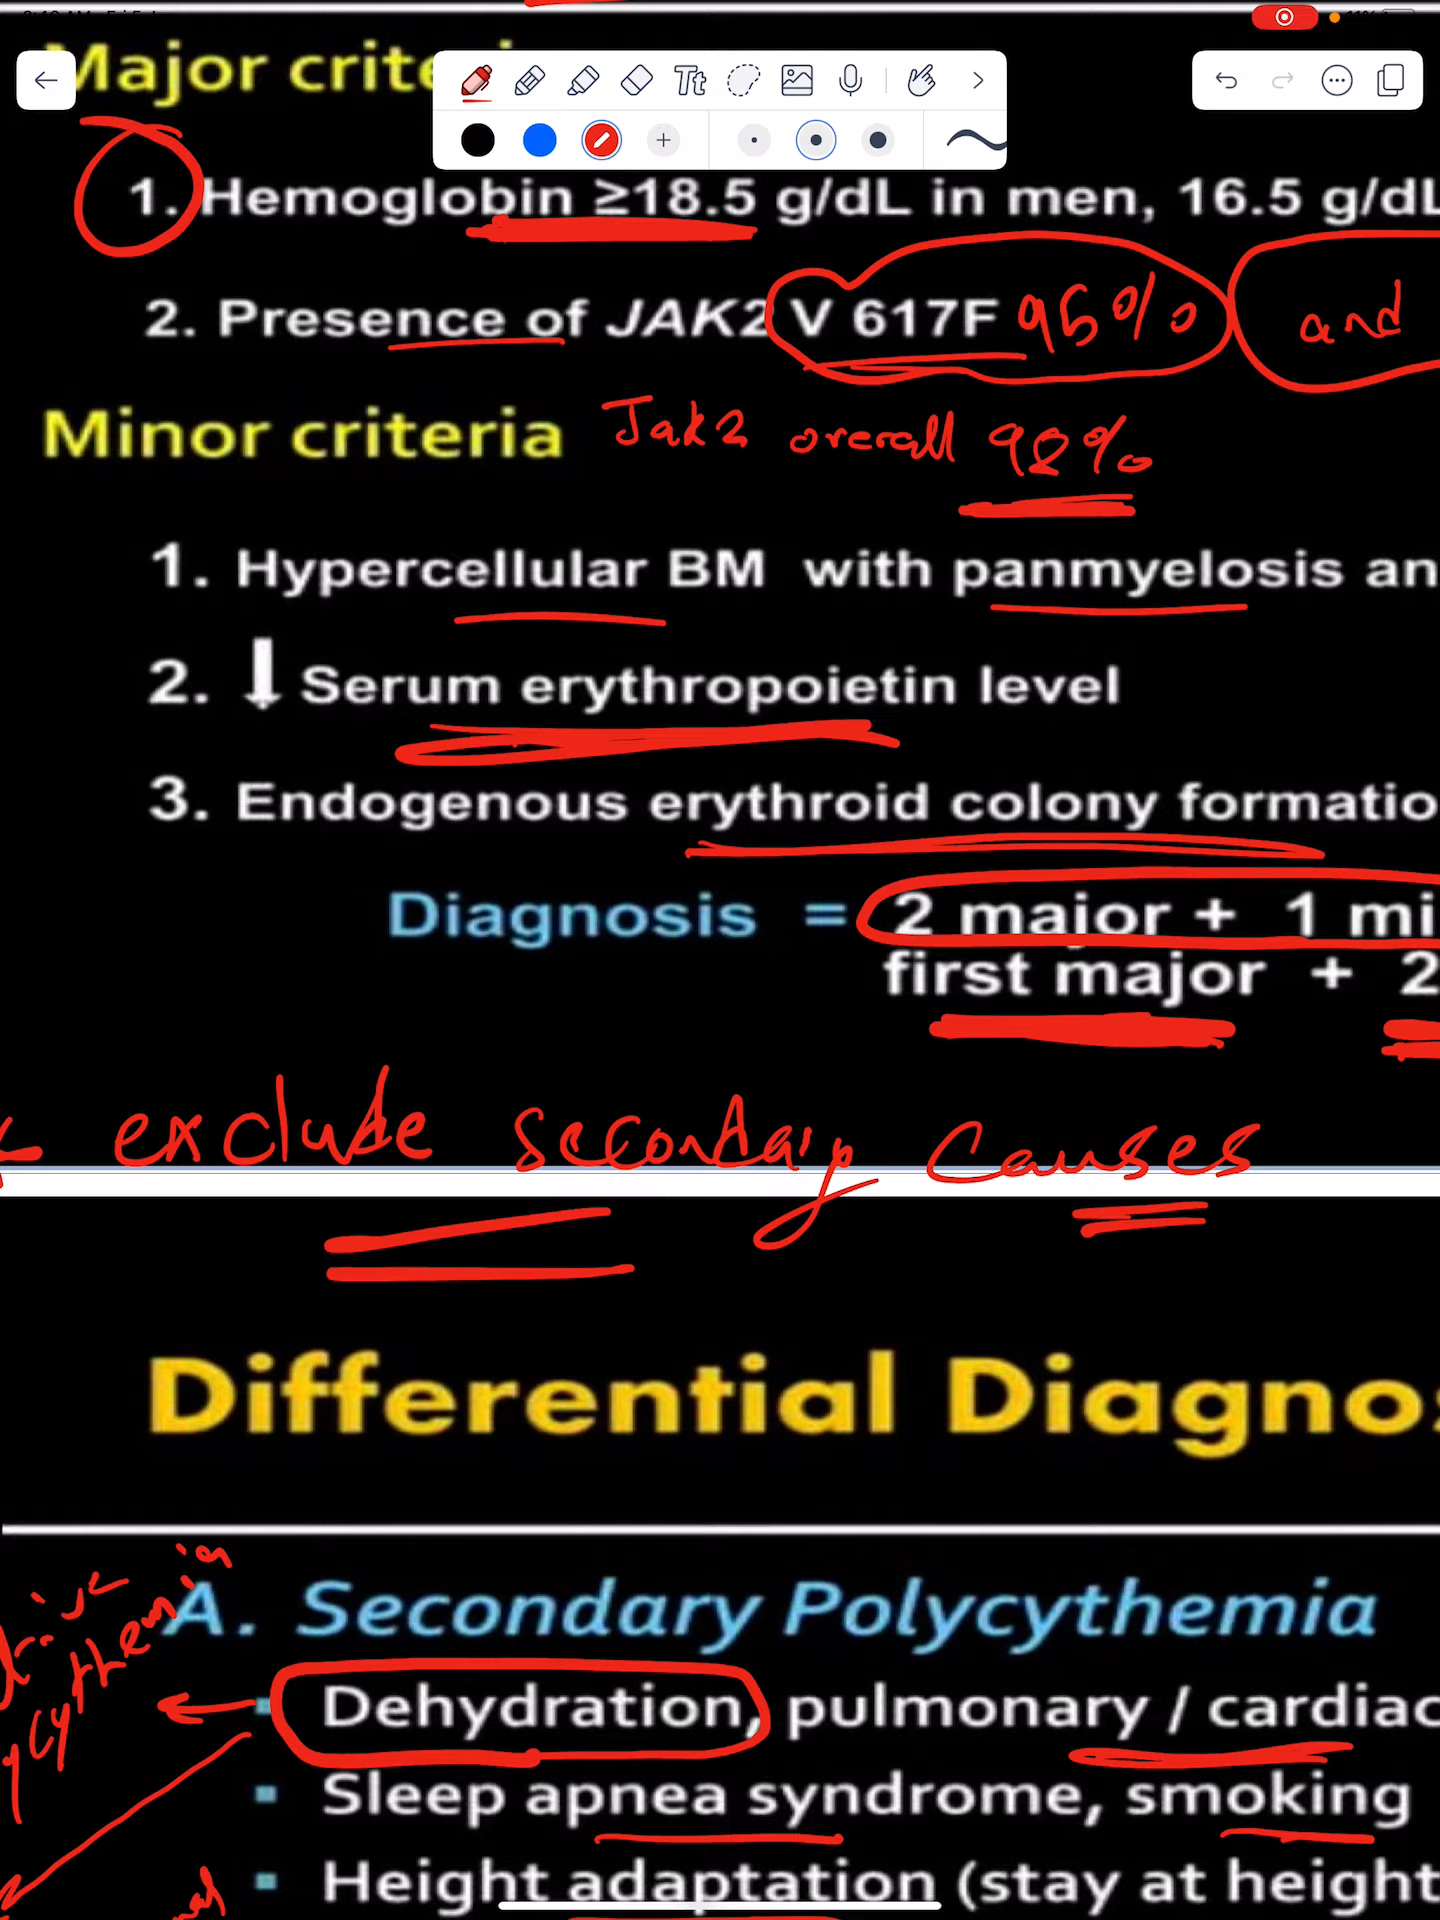 Major crite
Tt
1. Hemoglobin ≥18.5 g/dL in men, 16.5 g/dL
2. Presence of JAK2 V 617F 95% and
Minor criteria Jak2 overall 98%
1. Hypercellular BM with panmyelosis an
2. ↓ Serum erythropoietin level
3. Endogenous erythroid colony formatio
Diagnosis = 2 major + 1 mi
first major + 2
exclude secondary causes
Differential Diagnos
A. Secondary Polycythemia
▪ Dehydration, pulmonary / cardiac
▪ Sleep apnea syndrome, smoking
▪ Height adaptation (stay at height